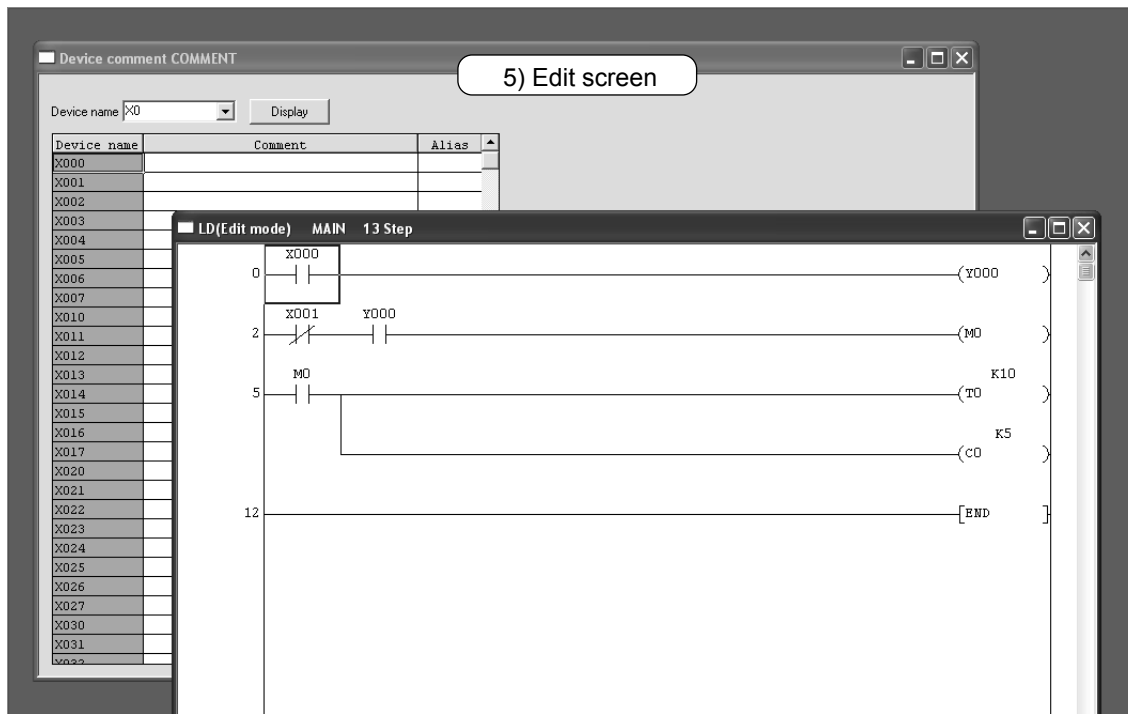 Device comment COMMENT
5) Edit screen
Device name X0 Display
Device name Comment Alias
X000
X001
X002
X003
X004
X005
X006
X007
X010
X011
X012
X013
X014
X015
X016
X017
X020
X021
X022
X023
X024
X025
X026
X027
X030
X031
X032
LD(Edit mode) MAIN 13 Step
X000
0 (Y000 )
X001 Y000
2 (M0 )
M0 K10
5 (T0 )
K5
(C0 )
12 [END ]